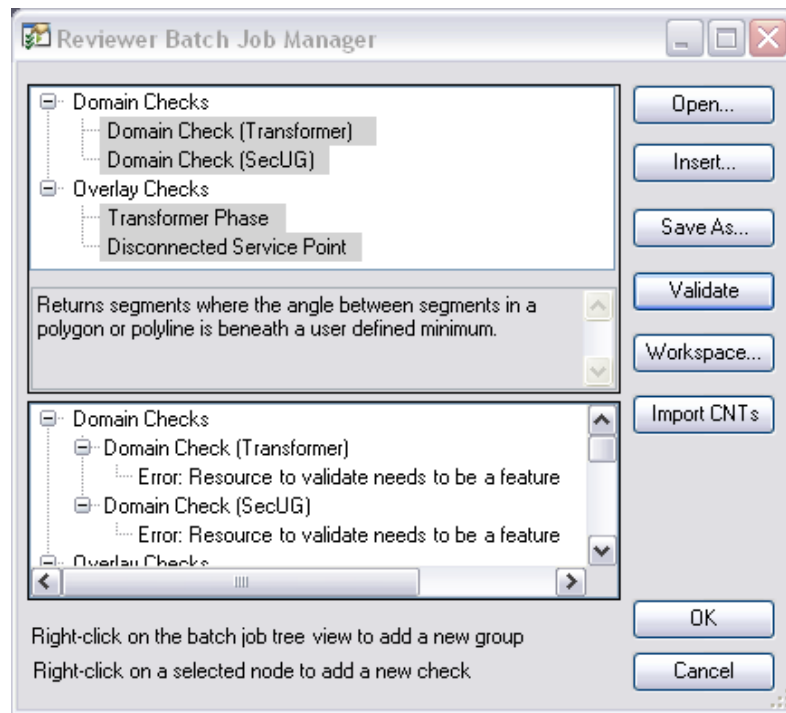 Reviewer Batch Job Manager
Domain Checks
Domain Check (Transformer)
Domain Check (SecUG)
Overlay Checks
Transformer Phase
Disconnected Service Point
Returns segments where the angle between segments in a
polygon or polyline is beneath a user defined minimum.
Domain Checks
Domain Check (Transformer)
Error: Resource to validate needs to be a feature
Domain Check (SecUG)
Error: Resource to validate needs to be a feature
Overlay Checks
Right-click on the batch job tree view to add a new group
Right-click on a selected node to add a new check
Open...
Insert...
Save As...
Validate
Workspace...
Import CNTs
OK
Cancel